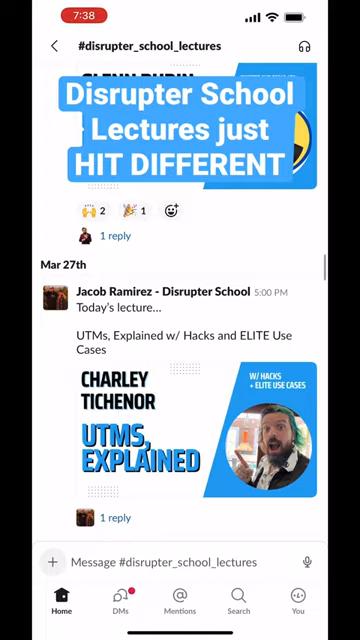 7:38
#disrupter_school_lectures
Disrupter School
Lectures just
HIT DIFFERENT
2
1
1 reply
Mar 27th
Jacob Ramirez - Disrupter School 5:00 PM
Today's lecture...
UTMs, Explained w/ Hacks and ELITE Use
Cases
CHARLEY
TICHENOR
W/ HACKS
+ ELITE USE CASES
UTMS,
EXPLAINED
1 reply
Message #disrupter_school_lectures
Home
DMs
Mentions
Search
You